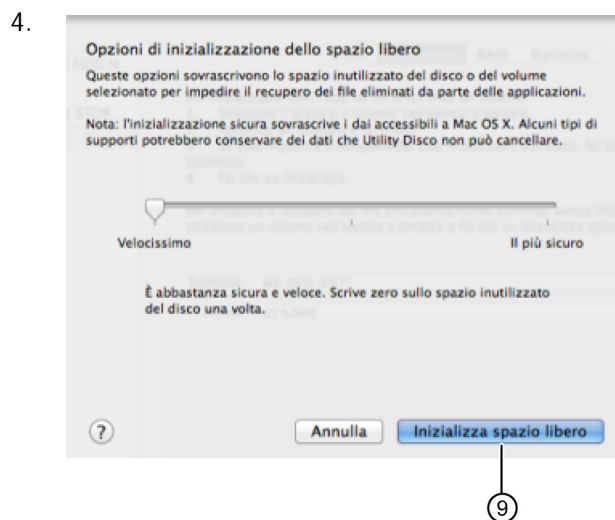 4.
Opzioni di inizializzazione dello spazio libero
Queste opzioni sovrascrivono lo spazio inutilizzato del disco o del volume
selezionato per impedire il recupero dei file eliminati da parte delle applicazioni.
Nota: l'inizializzazione sicura sovrascrive i dai accessibili a Mac OS X. Alcuni tipi di
supporti potrebbero conservare dei dati che Utility Disco non può cancellare.
Velocissimo Il più sicuro
È abbastanza sicura e veloce. Scrive zero sullo spazio inutilizzato
del disco una volta.
? Annulla Inizializza spazio libero
9